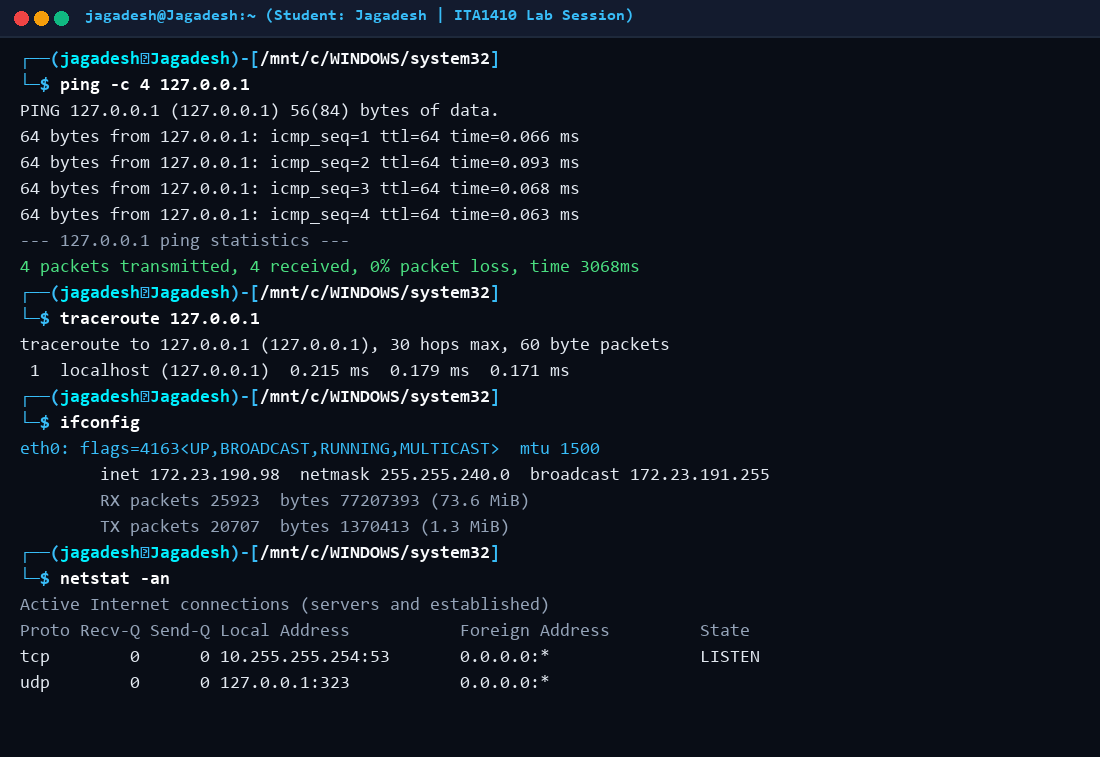 jagadesh@Jagadesh:~ (Student: Jagadesh | ITA1410 Lab Session)
┌──(jagadesh㉿Jagadesh)-[/mnt/c/WINDOWS/system32]
└─$ ping -c 4 127.0.0.1
PING 127.0.0.1 (127.0.0.1) 56(84) bytes of data.
64 bytes from 127.0.0.1: icmp_seq=1 ttl=64 time=0.066 ms
64 bytes from 127.0.0.1: icmp_seq=2 ttl=64 time=0.093 ms
64 bytes from 127.0.0.1: icmp_seq=3 ttl=64 time=0.068 ms
64 bytes from 127.0.0.1: icmp_seq=4 ttl=64 time=0.063 ms
--- 127.0.0.1 ping statistics ---
4 packets transmitted, 4 received, 0% packet loss, time 3068ms
┌──(jagadesh㉿Jagadesh)-[/mnt/c/WINDOWS/system32]
└─$ traceroute 127.0.0.1
traceroute to 127.0.0.1 (127.0.0.1), 30 hops max, 60 byte packets
 1  localhost (127.0.0.1)  0.215 ms  0.179 ms  0.171 ms
┌──(jagadesh㉿Jagadesh)-[/mnt/c/WINDOWS/system32]
└─$ ifconfig
eth0: flags=4163<UP,BROADCAST,RUNNING,MULTICAST>  mtu 1500
        inet 172.23.190.98  netmask 255.255.240.0  broadcast 172.23.191.255
        RX packets 25923  bytes 77207393 (73.6 MiB)
        TX packets 20707  bytes 1370413 (1.3 MiB)
┌──(jagadesh㉿Jagadesh)-[/mnt/c/WINDOWS/system32]
└─$ netstat -an
Active Internet connections (servers and established)
Proto Recv-Q Send-Q Local Address           Foreign Address         State
tcp        0      0 10.255.255.254:53       0.0.0.0:*               LISTEN
udp        0      0 127.0.0.1:323           0.0.0.0:*